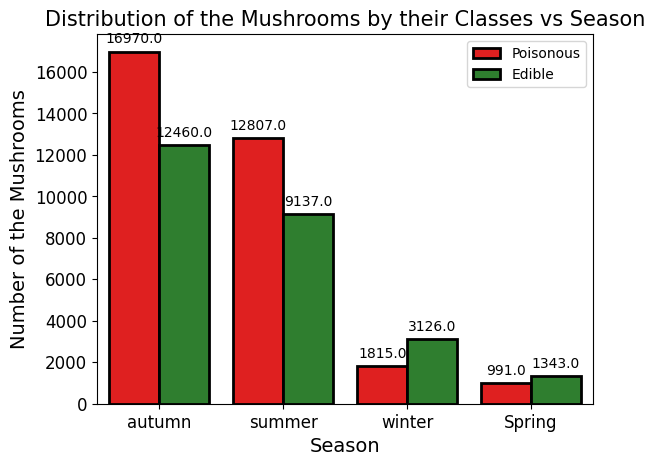 Distribution of the Mushrooms by their Classes vs Season
Number of the Mushrooms
16000
14000
12000
10000
8000
6000
4000
2000
0
16970.0
12460.0
12807.0
9137.0
1815.0
3126.0
991.0
1343.0
Poisonous
Edible
autumn summer winter Spring
Season